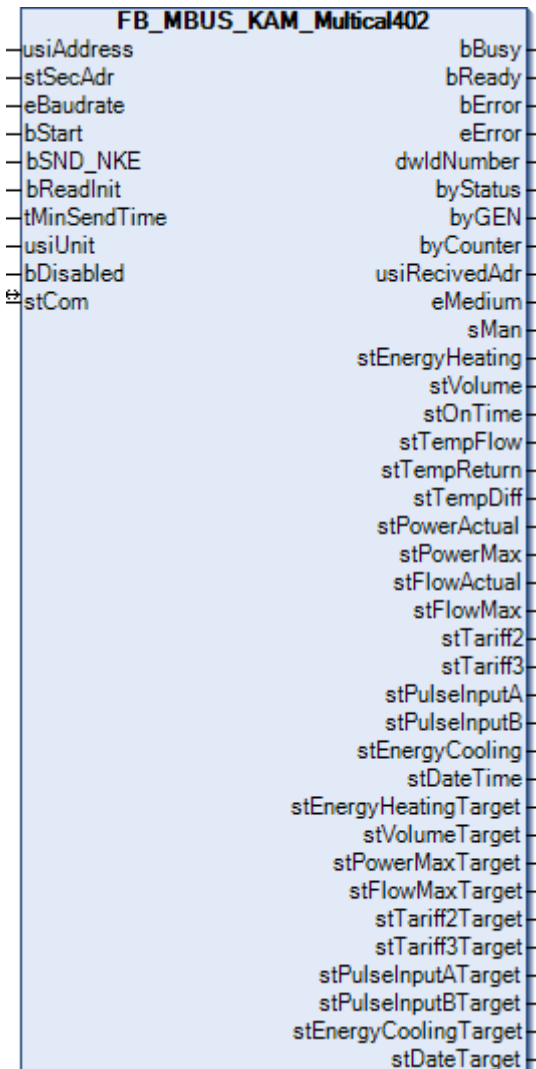 FB_MBUS_KAM_Multical402
usiAddress bBusy
stSecAdr bReady
eBaudrate bError
bStart eError
bSND_NKE dwIdNumber
bReadInit byStatus
tMinSendTime byGEN
usiUnit byCounter
bDisabled usiRecivedAdr
stCom eMedium
sMan
stEnergyHeating
stVolume
stOnTime
stTempFlow
stTempReturn
stTempDiff
stPowerActual
stPowerMax
stFlowActual
stFlowMax
stTariff2
stTariff3
stPulseInputA
stPulseInputB
stEnergyCooling
stDateTime
stEnergyHeatingTarget
stVolumeTarget
stPowerMaxTarget
stFlowMaxTarget
stTariff2Target
stTariff3Target
stPulseInputATarget
stPulseInputBTarget
stEnergyCoolingTarget
stDateTarget